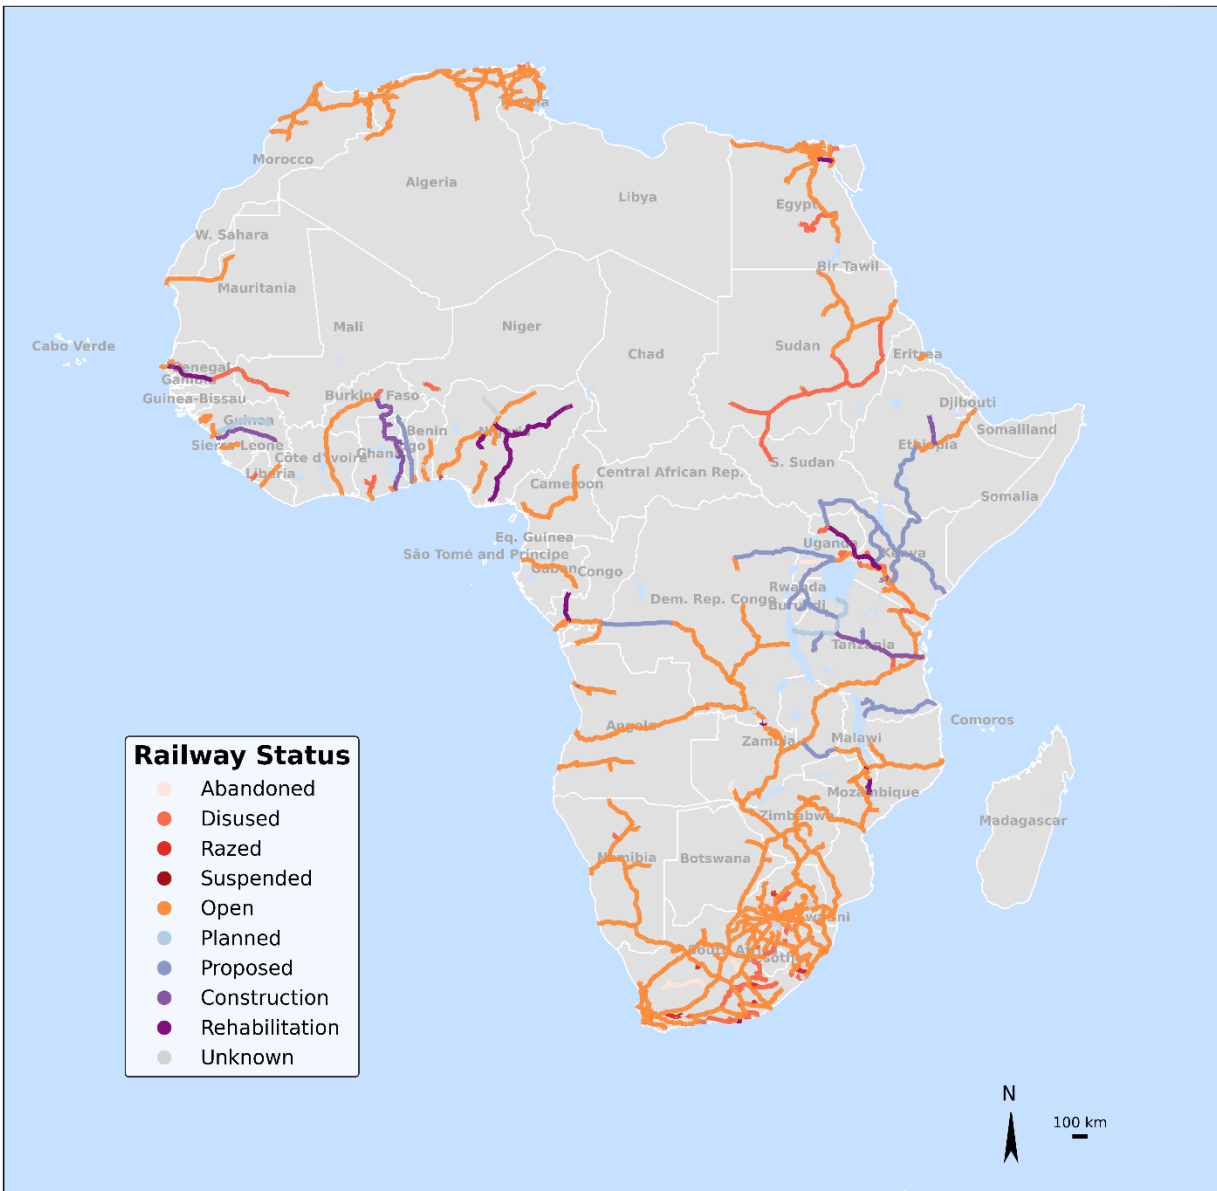 Tunisia
Morocco
Algeria
Libya
Egypt
W. Sahara
Bir Tawil
Mauritania
Mali
Niger
Chad
Sudan
Eritrea
Cabo Verde
Senegal
Gambia
Guinea-Bissau
Burkina Faso
Djibouti
Guinea
Benin
Nigeria
Somaliland
Sierra Leone
Togo
Ethiopia
Côte d'Ivoire
Ghana
Liberia
S. Sudan
Central African Rep.
Cameroon
Somalia
Eq. Guinea
São Tomé and Principe
Uganda
Kenya
Gabon
Congo
Rwanda
Dem. Rep. Congo
Burundi
Tanzania
Comoros
Angola
Zambia
Malawi
Mozambique
Madagascar
Zimbabwe
Namibia
Botswana
eSwatini
South Africa
Lesotho
Railway Status
Abandoned
Disused
Razed
Suspended
Open
Planned
Proposed
Construction
Rehabilitation
Unknown
N
100 km